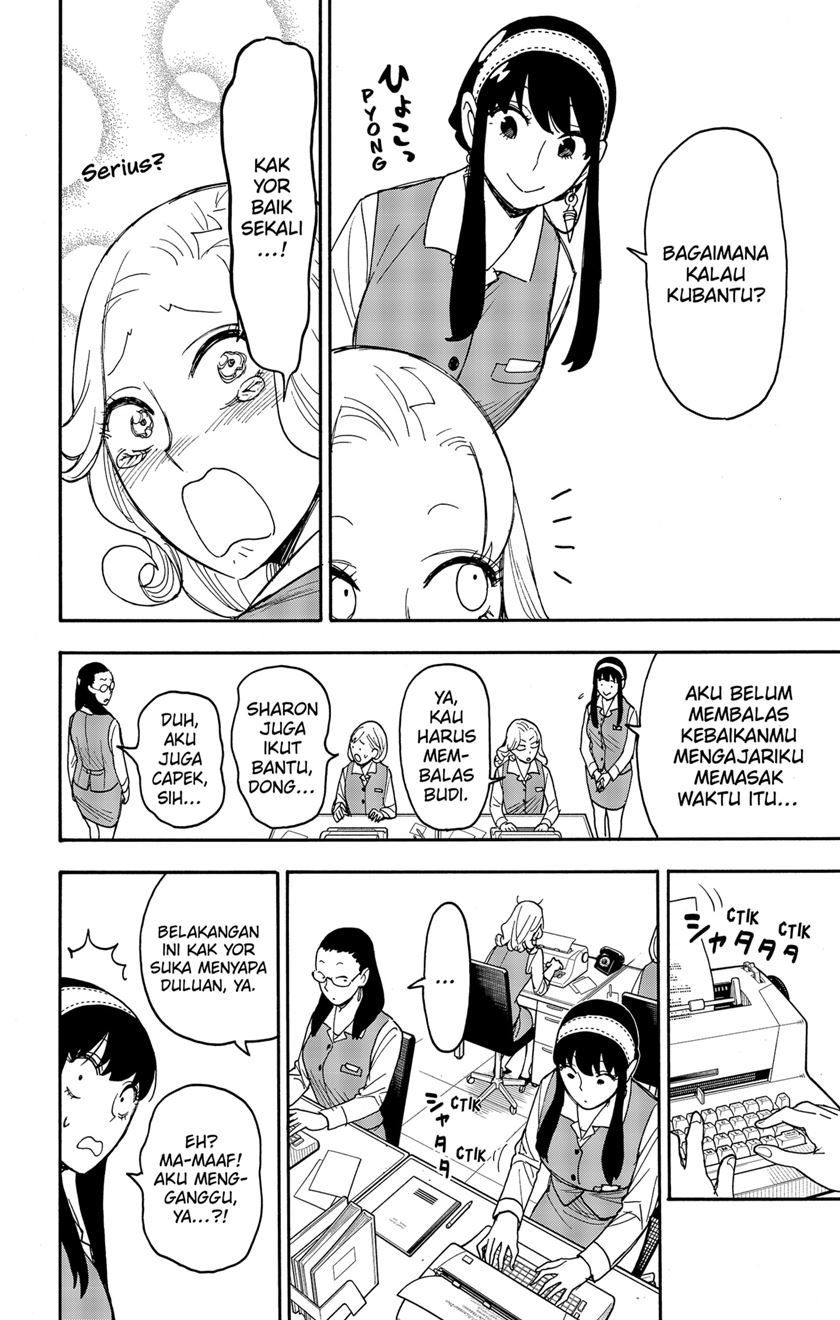 BAGAIMANA
KALAU
KUBANTU?
ひょこっ
PYONG
KAK
YOR
BAIK
SEKALI
...!
Serius?
AKU BELUM
MEMBALAS
KEBAIKANMU
MENGAJARIKU
MEMASAK
WAKTU ITU...
YA,
KAU
HARUS
MEM-
BALAS
BUDI.
SHARON
JUGA
IKUT
BANTU,
DONG...
DUH,
AKU
JUGA
CAPEK,
SIH...
CTIK
CTIK
シャタタタ
...
CTIK
CTIK
シャタタ
BELAKANGAN
INI KAK YOR
SUKA MENYAPA
DULUAN, YA.
EH?
MA-MAAF!
AKU MENG-
GANGGU,
YA...?!